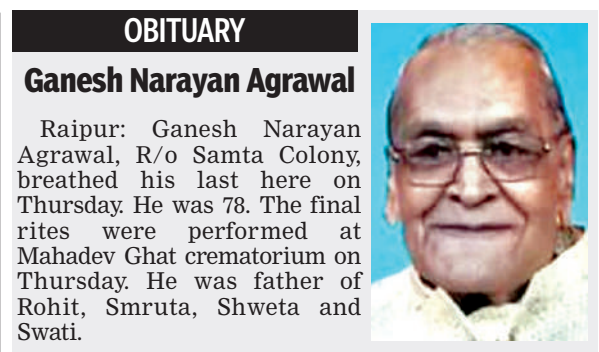 OBITUARY
Ganesh Narayan Agrawal
Raipur: Ganesh Narayan
Agrawal, R/o Samta Colony,
breathed his last here on
Thursday. He was 78. The final
rites were performed at
Mahadev Ghat crematorium on
Thursday. He was father of
Rohit, Smruta, Shweta and
Swati.